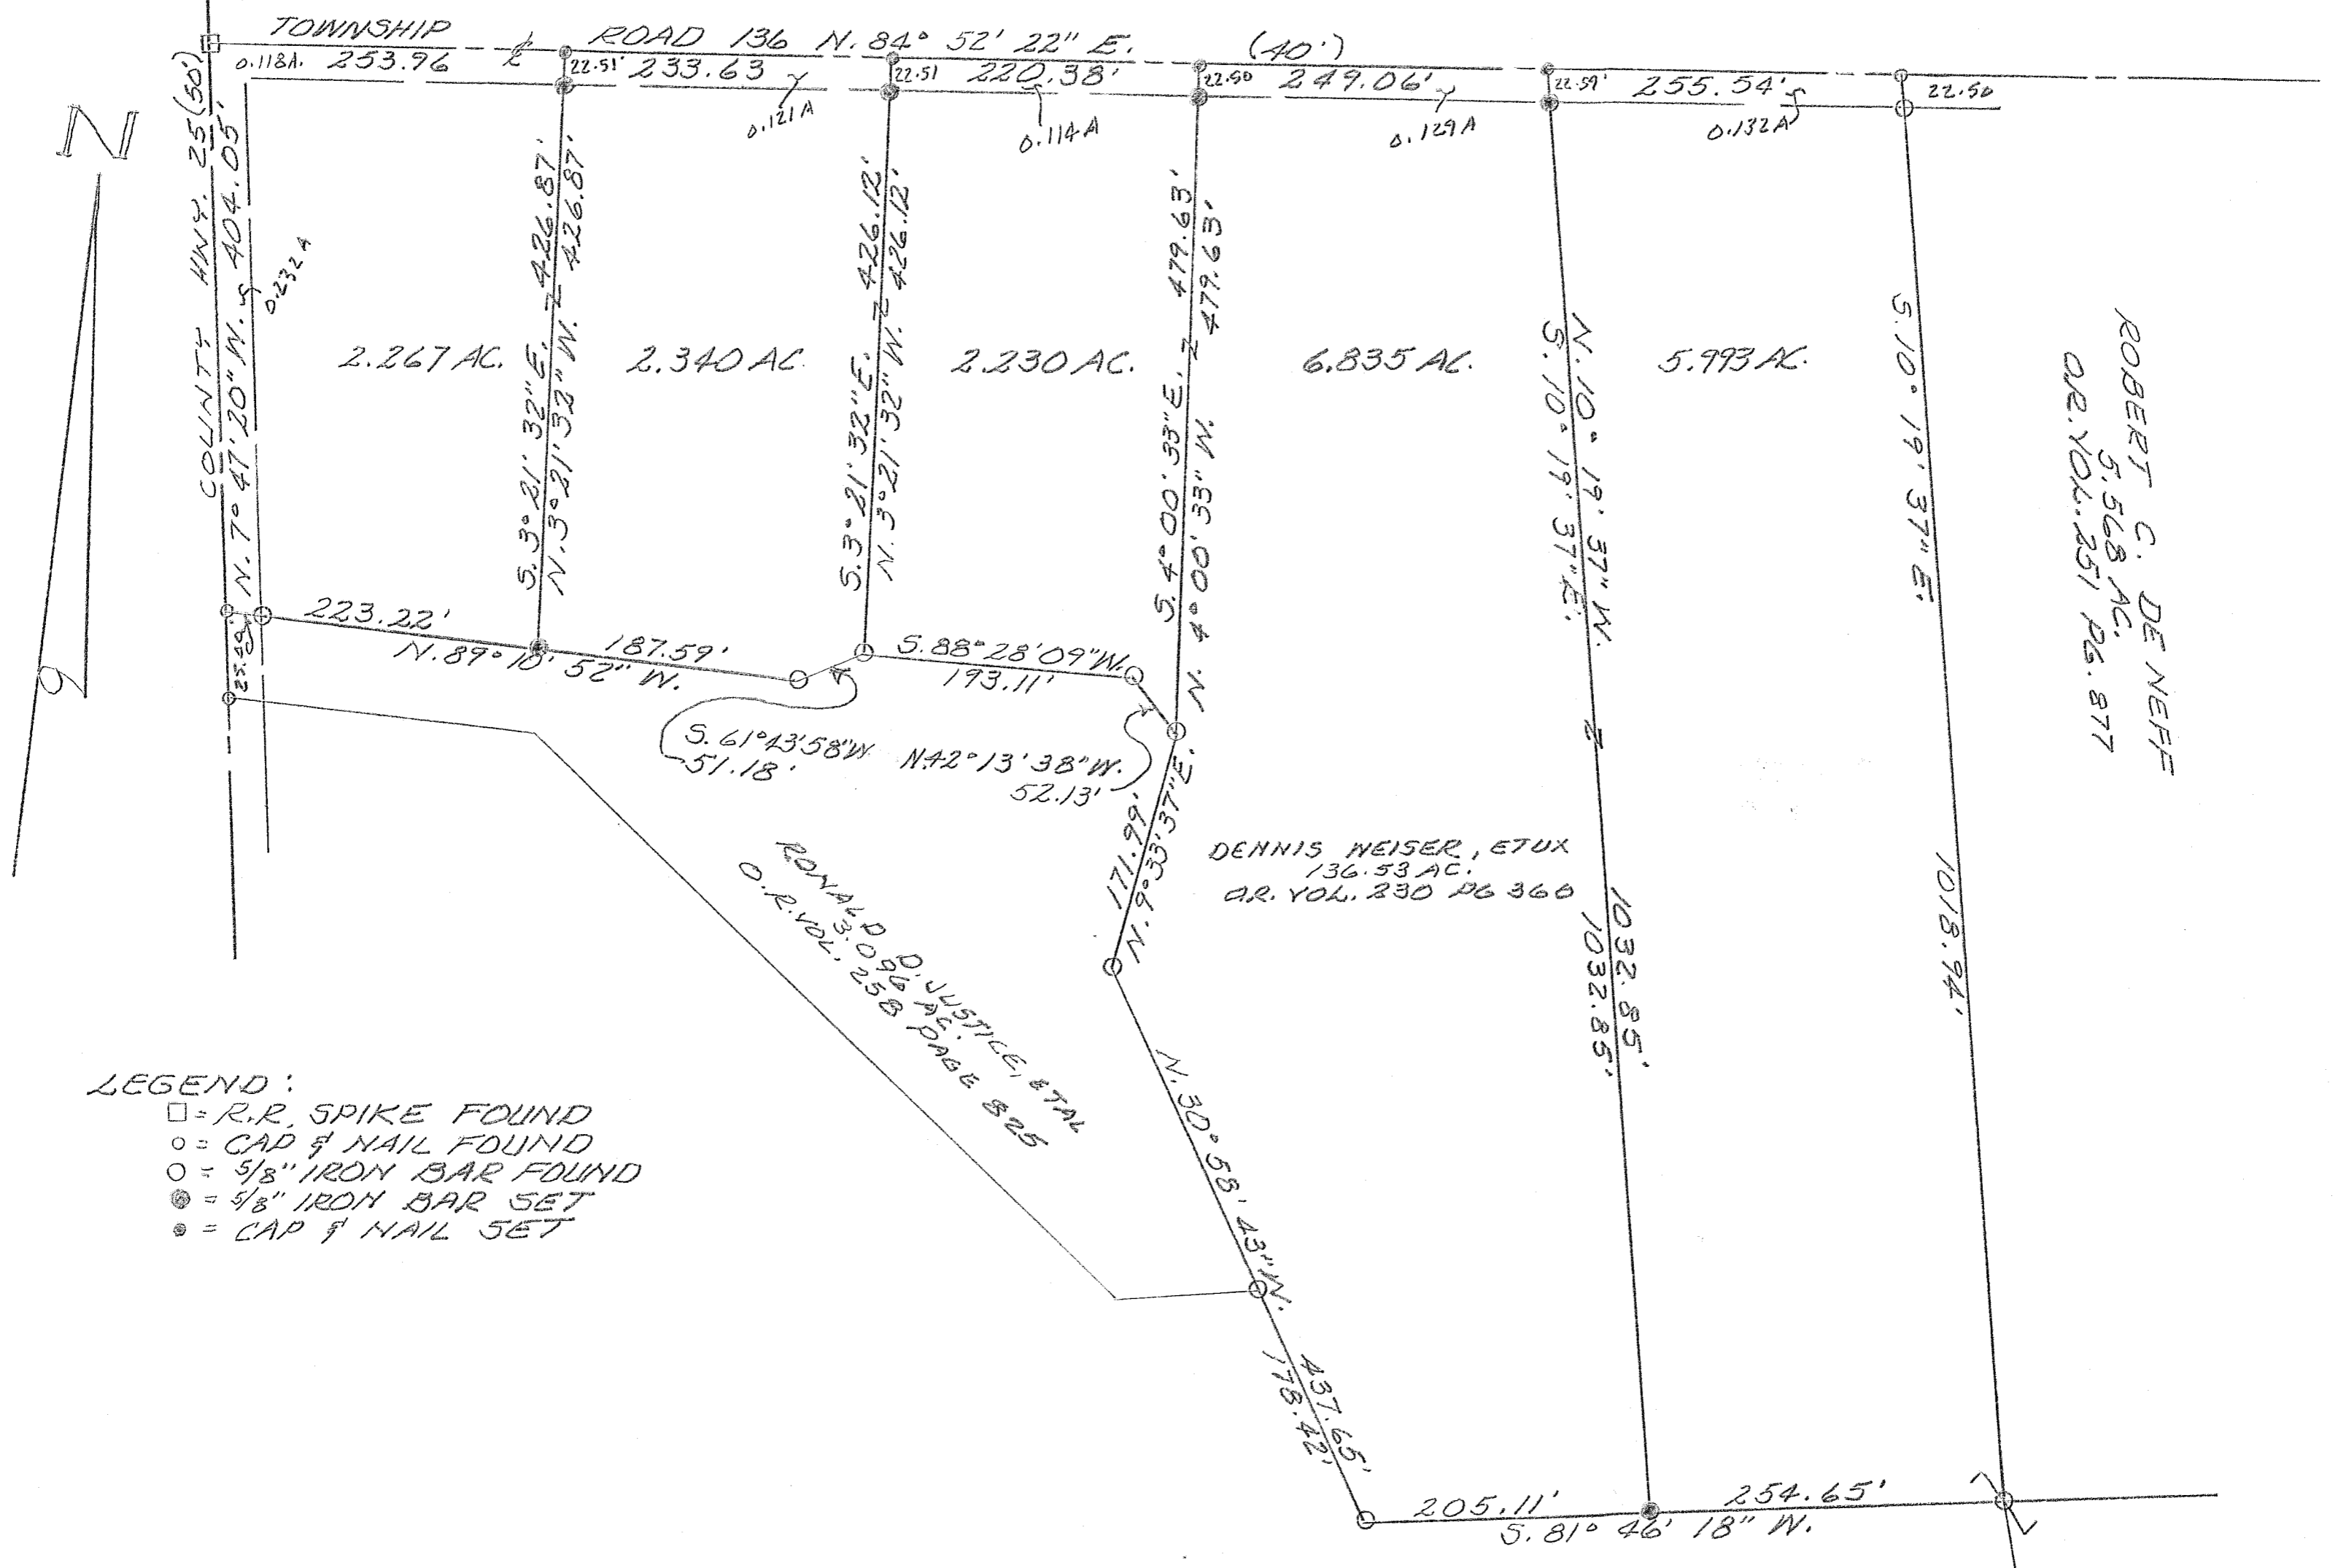 TOWNSHIP ROAD 136 N. 84° 52' 22" E. (40')
0.118A. 253.96
22.51' 233.63
22.51 220.38'
22.50 249.06'
22.59' 255.54'
22.50
0.121A
0.114A
0.129A
0.132A
N
9
COUNTY HWY. 25 (50')
N. 7° 47' 20" W. 404.05'
0.232A
2.267 AC.
2.340 AC.
2.230 AC.
6.835 AC.
5.993 AC.
S. 3° 21' 32" E. 426.87'
N. 3° 21' 32" W. 426.87'
S. 3° 21' 32" E. 426.12'
N. 3° 21' 32" W. 426.12'
S. 4° 00' 33" E. 479.63'
N. 4° 00' 33" W. 479.63'
N. 10° 19' 37" W. 1032.85'
S. 10° 19' 37" E. 1032.85'
S. 10° 19' 37" E. 1018.94'
ROBERT C. DE NEFF
5.568 AC.
O.R. VOL. 251 PG. 877
223.22'
187.59'
N. 89° 10' 52" W.
S. 88° 28' 09" W.
193.11'
S. 61° 43' 58" W.
51.18'
N 42° 13' 38" W.
52.13'
171.99'
N. 9° 33' 37" E.
DENNIS WEISER, ETUX
136.53 AC.
O.R. VOL. 230 PG 360
RONALD D. JUSTICE, ETAL
3.096 AC.
O.R. VOL. 258 PAGE 825
N. 30° 58' 43" W.
437.65'
178.42'
LEGEND:
□ = R.R. SPIKE FOUND
○ = CAP & NAIL FOUND
○ = 5/8" IRON BAR FOUND
● = 5/8" IRON BAR SET
● = CAP & NAIL SET
205.11'
254.65'
S. 81° 46' 18" W.